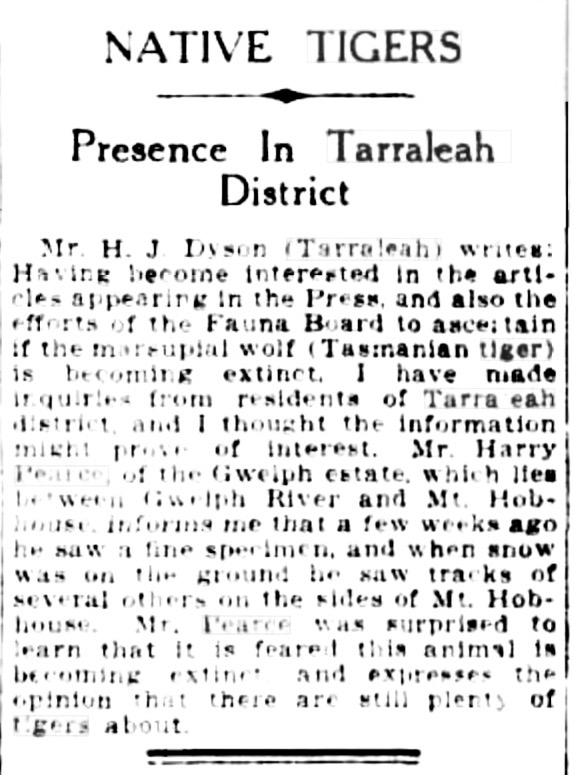 NATIVE TIGERS
Presence In Tarraleah
District
Mr. H. J. Dyson (Tarraleah) writes:
Having become interested in the arti-
cles appearing in the Press, and also the
efforts of the Fauna Board to ascertain
if the marsupial wolf (Tasmanian tiger)
is becoming extinct, I have made
inquiries from residents of Tarra eah
district, and I thought the information
might prove of interest. Mr. Harry
Pearce, of the Gwelph estate, which lies
between Gwelph River and Mt. Hob-
house, informs me that a few weeks ago
he saw a fine specimen, and when snow
was on the ground he saw tracks of
several others on the sides of Mt. Hob-
house. Mr. Pearce was surprised to
learn that it is feared this animal is
becoming extinct, and expresses the
opinion that there are still plenty of
tigers about.